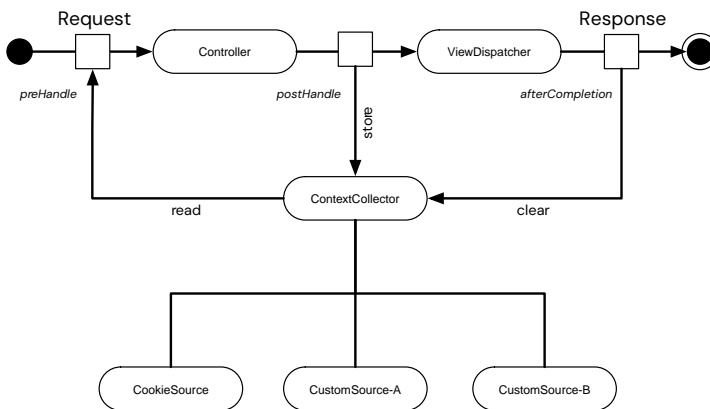 Request
Response
Controller
ViewDispatcher
preHandle
postHandle
afterCompletion
store
ContextCollector
read
clear
CookieSource
CustomSource-A
CustomSource-B